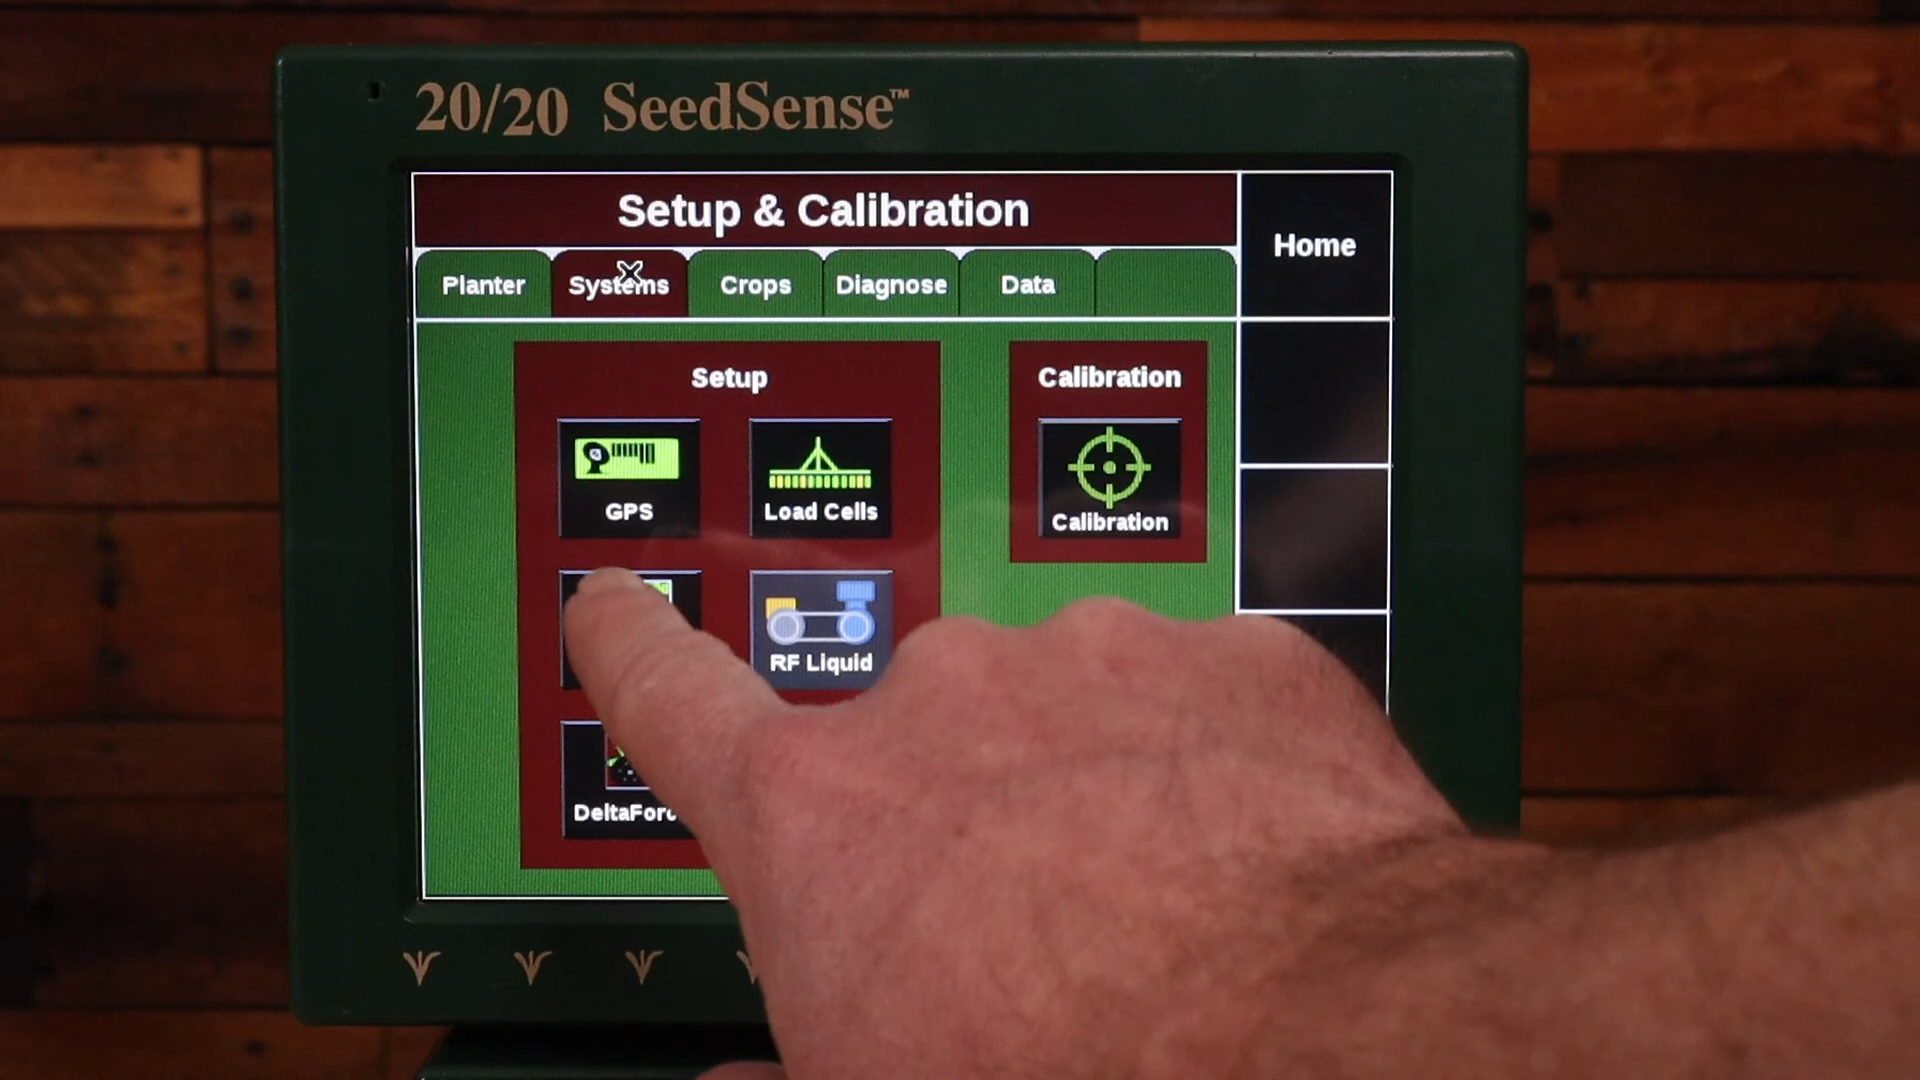 20/20 SeedSense™
Setup & Calibration
Home
Planter
Systems
Crops
Diagnose
Data
Setup
Calibration
GPS
Load Cells
Calibration
RF Liquid